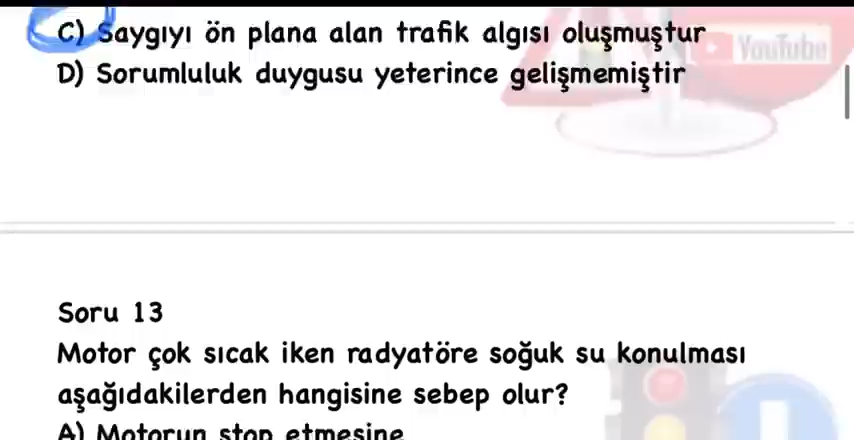 C) Saygıyı ön plana alan trafik algısı oluşmuştur
YouTube
D) Sorumluluk duygusu yeterince gelişmemiştir
Soru 13
Motor çok sıcak iken radyatöre soğuk su konulması
aşağıdakilerden hangisine sebep olur?
A) Motorun stop etmesine